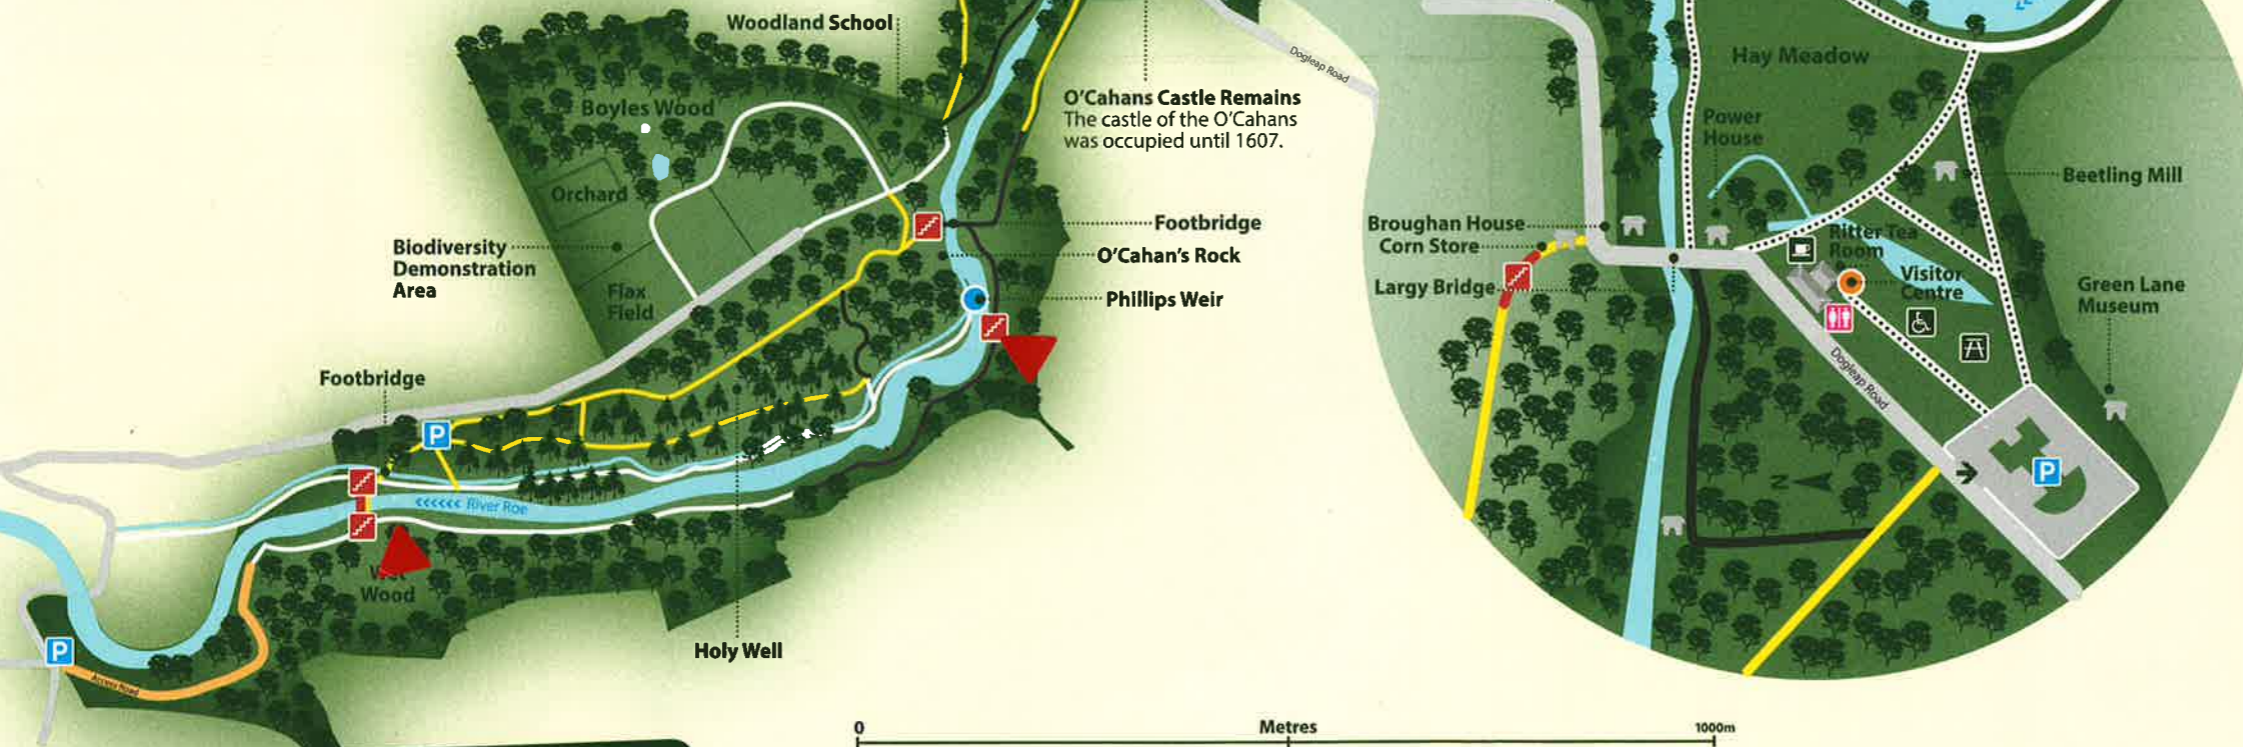 Woodland School
Boyles Wood
Orchard
Biodiversity
Demonstration
Area
Flax
Field
Footbridge
P
<<<<<< River Roe
Wet
Wood
P
Access Road
Holy Well
O'Cahans Castle Remains
The castle of the O'Cahans
was occupied until 1607.
Footbridge
O'Cahan's Rock
Phillips Weir
Dogleap Road
Hay Meadow
Power
House
Beetling Mill
Broughan House
Corn Store
Largy Bridge
Ritter Tea
Room
Visitor
Centre
Green Lane
Museum
Dogleap Road
N
P
0
Metres
1000m